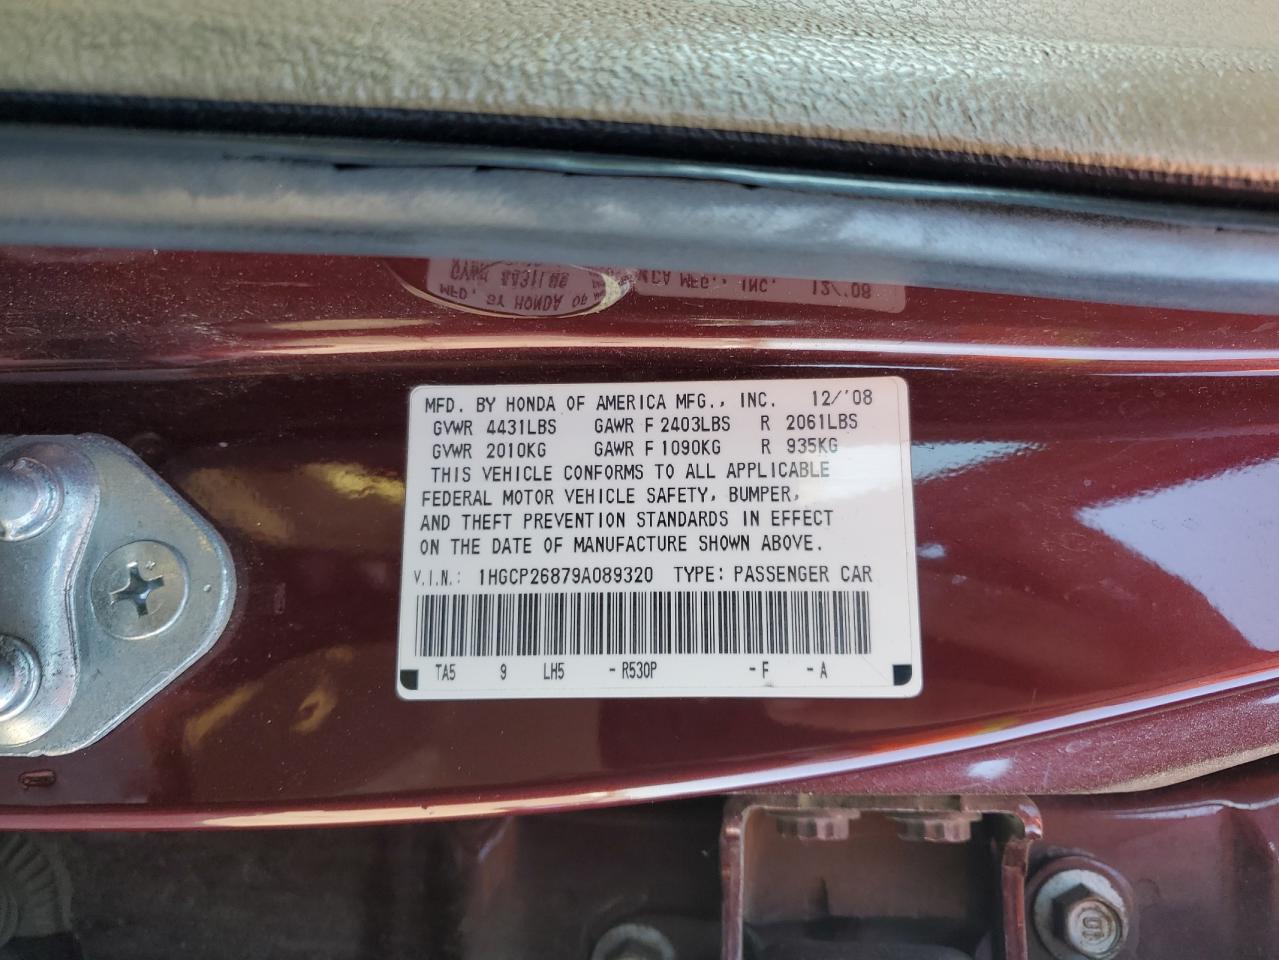 MFD. BY HONDA OF AMERICA MFG., INC. 12/'08
GVWR 4431LBS GAWR F 2403LBS R 2061LBS
GVWR 2010KG GAWR F 1090KG R 935KG
THIS VEHICLE CONFORMS TO ALL APPLICABLE
FEDERAL MOTOR VEHICLE SAFETY, BUMPER,
AND THEFT PREVENTION STANDARDS IN EFFECT
ON THE DATE OF MANUFACTURE SHOWN ABOVE.
V.I.N.: 1HGCP26879A089320 TYPE: PASSENGER CAR
TA5 9 LH5 -R530P -F -A